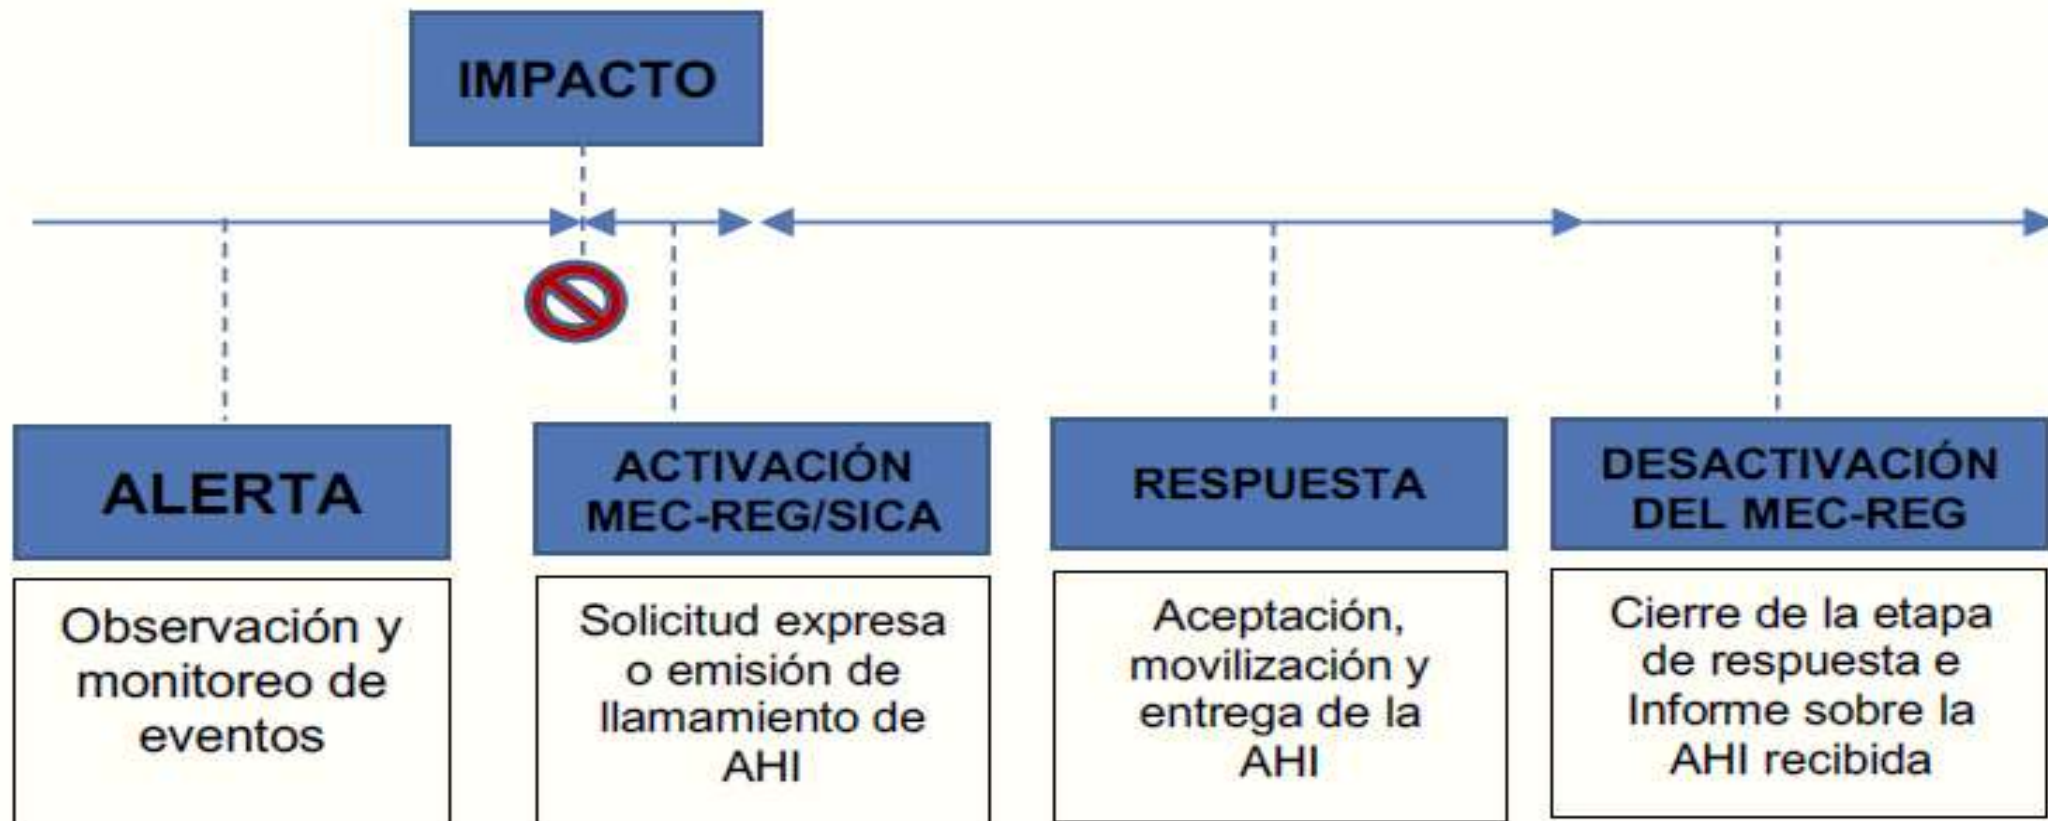 IMPACTO
ALERTA
Observación y
monitoreo de
eventos
ACTIVACIÓN
MEC-REG/SICA
Solicitud expresa
o emisión de
llamamiento de
AHI
RESPUESTA
Aceptación,
movilización y
entrega de la
AHI
DESACTIVACIÓN
DEL MEC-REG
Cierre de la etapa
de respuesta e
Informe sobre la
AHI recibida